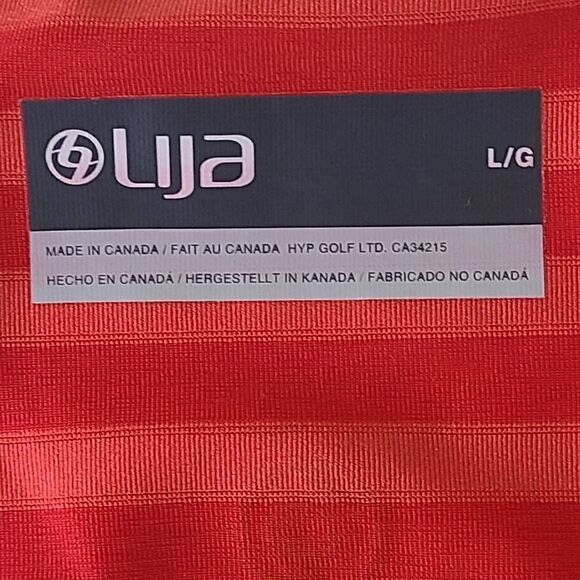 Lija
L/G
MADE IN CANADA / FAIT AU CANADA HYP GOLF LTD. CA34215
HECHO EN CANADÁ / HERGESTELLT IN KANADA / FABRICADO NO CANADÁ